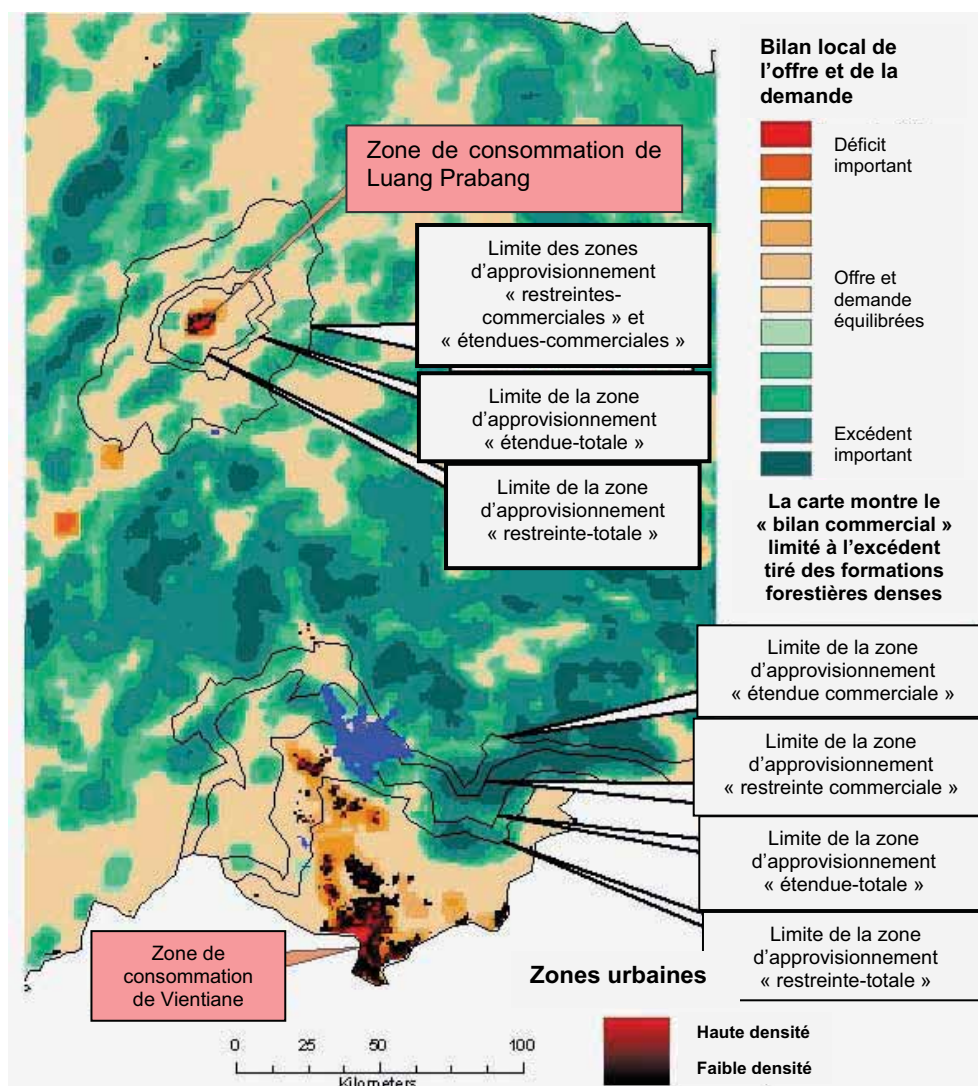 Bilan local de
l’offre et de la
demande
Déficit
important
Offre et
demande
équilibrées
Excédent
important
La carte montre le
« bilan commercial »
limité à l’excédent
tiré des formations
forestières denses
Zone de consommation de
Luang Prabang
Limite des zones
d’approvisionnement
« restreintes-
commerciales » et
« étendues-commerciales »
Limite de la zone
d’approvisionnement
« étendue-totale »
Limite de la zone
d’approvisionnement
« restreinte-totale »
Limite de la zone
d’approvisionnement
« étendue commerciale »
Limite de la zone
d’approvisionnement
« restreinte commerciale »
Limite de la zone
d’approvisionnement
« étendue-totale »
Limite de la zone
d’approvisionnement
« restreinte-totale »
Zone de
consommation
de Vientiane
Zones urbaines
Haute densité
Faible densité
0 25 50 100
Kilometers